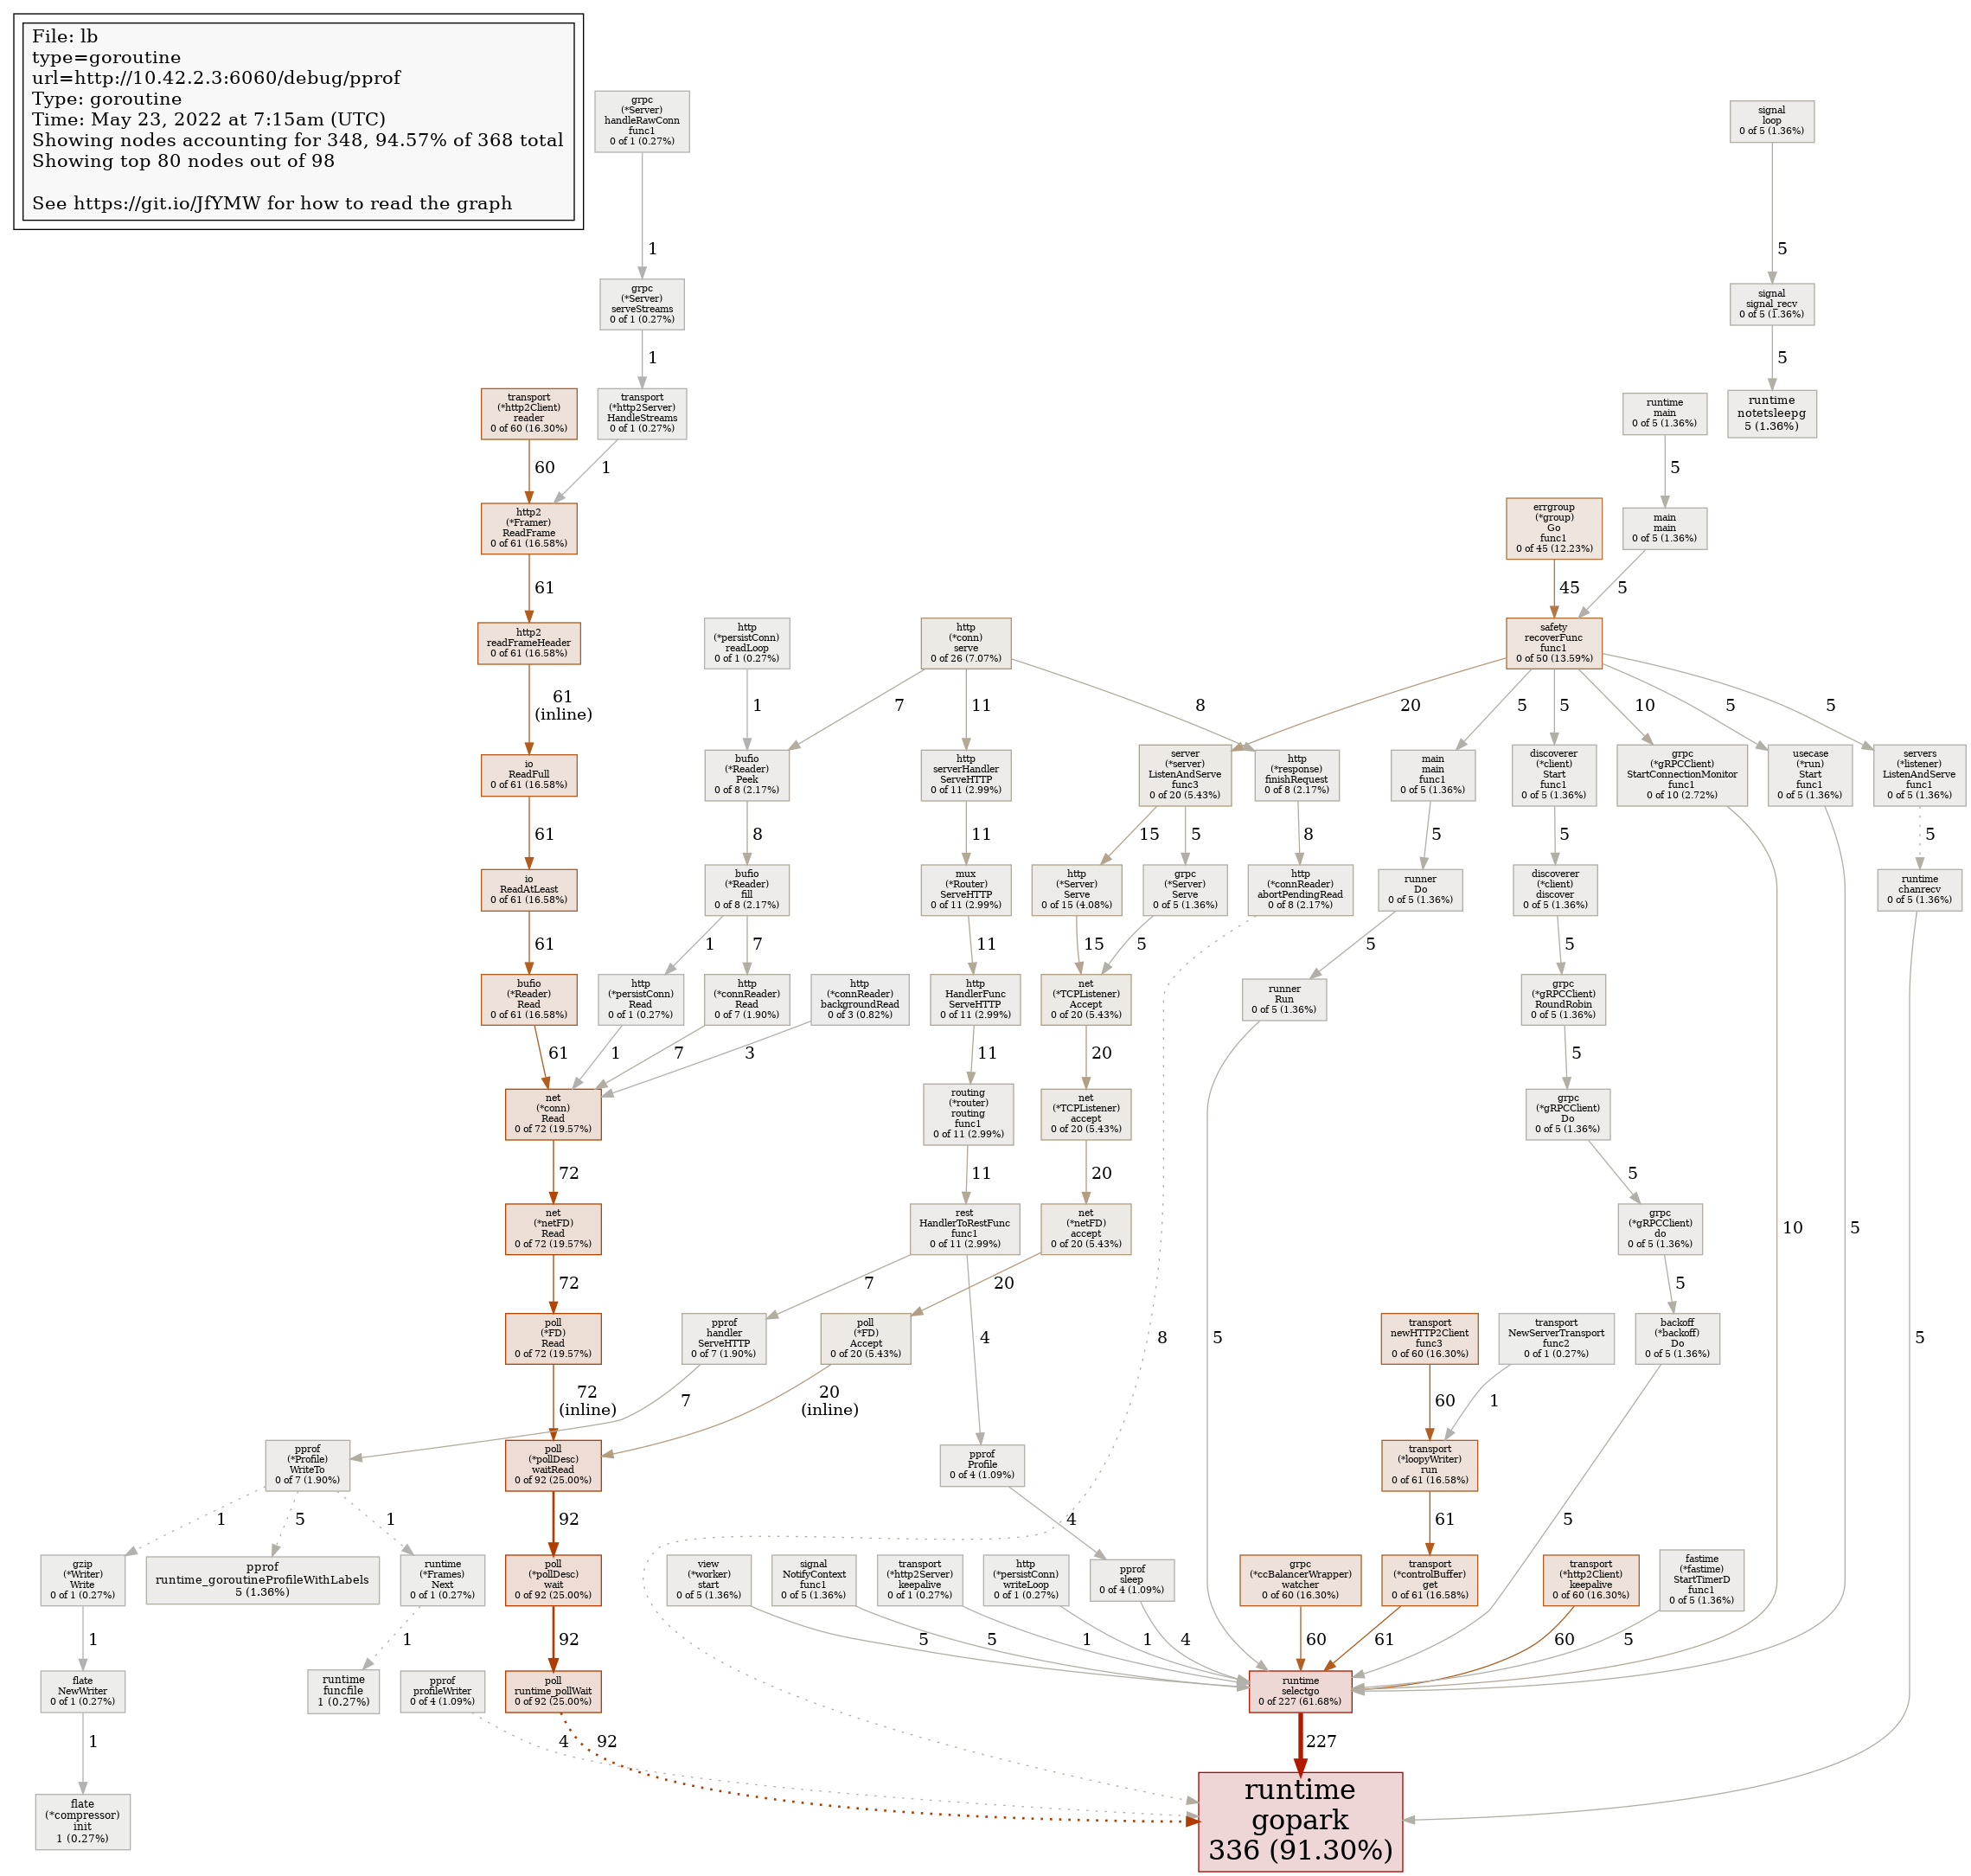 File: lb
type=goroutine
url=http://10.42.2.3:6060/debug/pprof
Type: goroutine
Time: May 23, 2022 at 7:15am (UTC)
Showing nodes accounting for 348, 94.57% of 368 total
Showing top 80 nodes out of 98
See https://git.io/JfYMW for how to read the graph
grpc
(*Server)
handleRawConn
func1
0 of 1 (0.27%)
signal
loop
0 of 5 (1.36%)
1
5
grpc
(*Server)
serveStreams
0 of 1 (0.27%)
signal
signal_recv
0 of 5 (1.36%)
1
5
transport
(*http2Client)
reader
0 of 60 (16.30%)
transport
(*http2Server)
HandleStreams
0 of 1 (0.27%)
runtime
main
0 of 5 (1.36%)
runtime
notetsleepg
5 (1.36%)
60
1
5
http2
(*Framer)
ReadFrame
0 of 61 (16.58%)
errgroup
(*group)
Go
func1
0 of 45 (12.23%)
main
main
0 of 5 (1.36%)
61
45
5
http2
readFrameHeader
0 of 61 (16.58%)
http
(*persistConn)
readLoop
0 of 1 (0.27%)
http
(*conn)
serve
0 of 26 (7.07%)
safety
recoverFunc
func1
0 of 50 (13.59%)
61
(inline)
1
7
11
8
20
5
5
10
5
5
io
ReadFull
0 of 61 (16.58%)
bufio
(*Reader)
Peek
0 of 8 (2.17%)
http
serverHandler
ServeHTTP
0 of 11 (2.99%)
server
(*server)
ListenAndServe
func3
0 of 20 (5.43%)
http
(*response)
finishRequest
0 of 8 (2.17%)
main
main
func1
0 of 5 (1.36%)
discoverer
(*client)
Start
func1
0 of 5 (1.36%)
grpc
(*gRPCClient)
StartConnectionMonitor
func1
0 of 10 (2.72%)
usecase
(*run)
Start
func1
0 of 5 (1.36%)
servers
(*listener)
ListenAndServe
func1
0 of 5 (1.36%)
61
8
11
15
5
8
5
5
5
io
ReadAtLeast
0 of 61 (16.58%)
bufio
(*Reader)
fill
0 of 8 (2.17%)
mux
(*Router)
ServeHTTP
0 of 11 (2.99%)
http
(*Server)
Serve
0 of 15 (4.08%)
grpc
(*Server)
Serve
0 of 5 (1.36%)
http
(*connReader)
abortPendingRead
0 of 8 (2.17%)
runner
Do
0 of 5 (1.36%)
discoverer
(*client)
discover
0 of 5 (1.36%)
runtime
chanrecv
0 of 5 (1.36%)
61
1
7
11
15
5
5
5
bufio
(*Reader)
Read
0 of 61 (16.58%)
http
(*persistConn)
Read
0 of 1 (0.27%)
http
(*connReader)
Read
0 of 7 (1.90%)
http
(*connReader)
backgroundRead
0 of 3 (0.82%)
http
HandlerFunc
ServeHTTP
0 of 11 (2.99%)
net
(*TCPListener)
Accept
0 of 20 (5.43%)
runner
Run
0 of 5 (1.36%)
grpc
(*gRPCClient)
RoundRobin
0 of 5 (1.36%)
61
1
7
3
11
20
5
net
(*conn)
Read
0 of 72 (19.57%)
routing
(*router)
routing
func1
0 of 11 (2.99%)
net
(*TCPListener)
accept
0 of 20 (5.43%)
grpc
(*gRPCClient)
Do
0 of 5 (1.36%)
72
11
20
5
net
(*netFD)
Read
0 of 72 (19.57%)
rest
HandlerToRestFunc
func1
0 of 11 (2.99%)
net
(*netFD)
accept
0 of 20 (5.43%)
grpc
(*gRPCClient)
do
0 of 5 (1.36%)
10
5
72
7
20
5
poll
(*FD)
Read
0 of 72 (19.57%)
pprof
handler
ServeHTTP
0 of 7 (1.90%)
poll
(*FD)
Accept
0 of 20 (5.43%)
4
8
5
transport
newHTTP2Client
func3
0 of 60 (16.30%)
transport
NewServerTransport
func2
0 of 1 (0.27%)
backoff
(*backoff)
Do
0 of 5 (1.36%)
5
72
(inline)
7
20
(inline)
60
1
pprof
(*Profile)
WriteTo
0 of 7 (1.90%)
poll
(*pollDesc)
waitRead
0 of 92 (25.00%)
pprof
Profile
0 of 4 (1.09%)
transport
(*loopyWriter)
run
0 of 61 (16.58%)
1
5
1
92
4
61
5
gzip
(*Writer)
Write
0 of 1 (0.27%)
pprof
runtime_goroutineProfileWithLabels
5 (1.36%)
runtime
(*Frames)
Next
0 of 1 (0.27%)
poll
(*pollDesc)
wait
0 of 92 (25.00%)
view
(*worker)
start
0 of 5 (1.36%)
signal
NotifyContext
func1
0 of 5 (1.36%)
transport
(*http2Server)
keepalive
0 of 1 (0.27%)
http
(*persistConn)
writeLoop
0 of 1 (0.27%)
pprof
sleep
0 of 4 (1.09%)
grpc
(*ccBalancerWrapper)
watcher
0 of 60 (16.30%)
transport
(*controlBuffer)
get
0 of 61 (16.58%)
transport
(*http2Client)
keepalive
0 of 60 (16.30%)
fastime
(*fastime)
StartTimerD
func1
0 of 5 (1.36%)
1
1
92
5
5
1
1
4
60
61
60
5
flate
NewWriter
0 of 1 (0.27%)
runtime
funcfile
1 (0.27%)
pprof
profileWriter
0 of 4 (1.09%)
poll
runtime_pollWait
0 of 92 (25.00%)
runtime
selectgo
0 of 227 (61.68%)
1
4
92
227
flate
(*compressor)
init
1 (0.27%)
runtime
gopark
336 (91.30%)